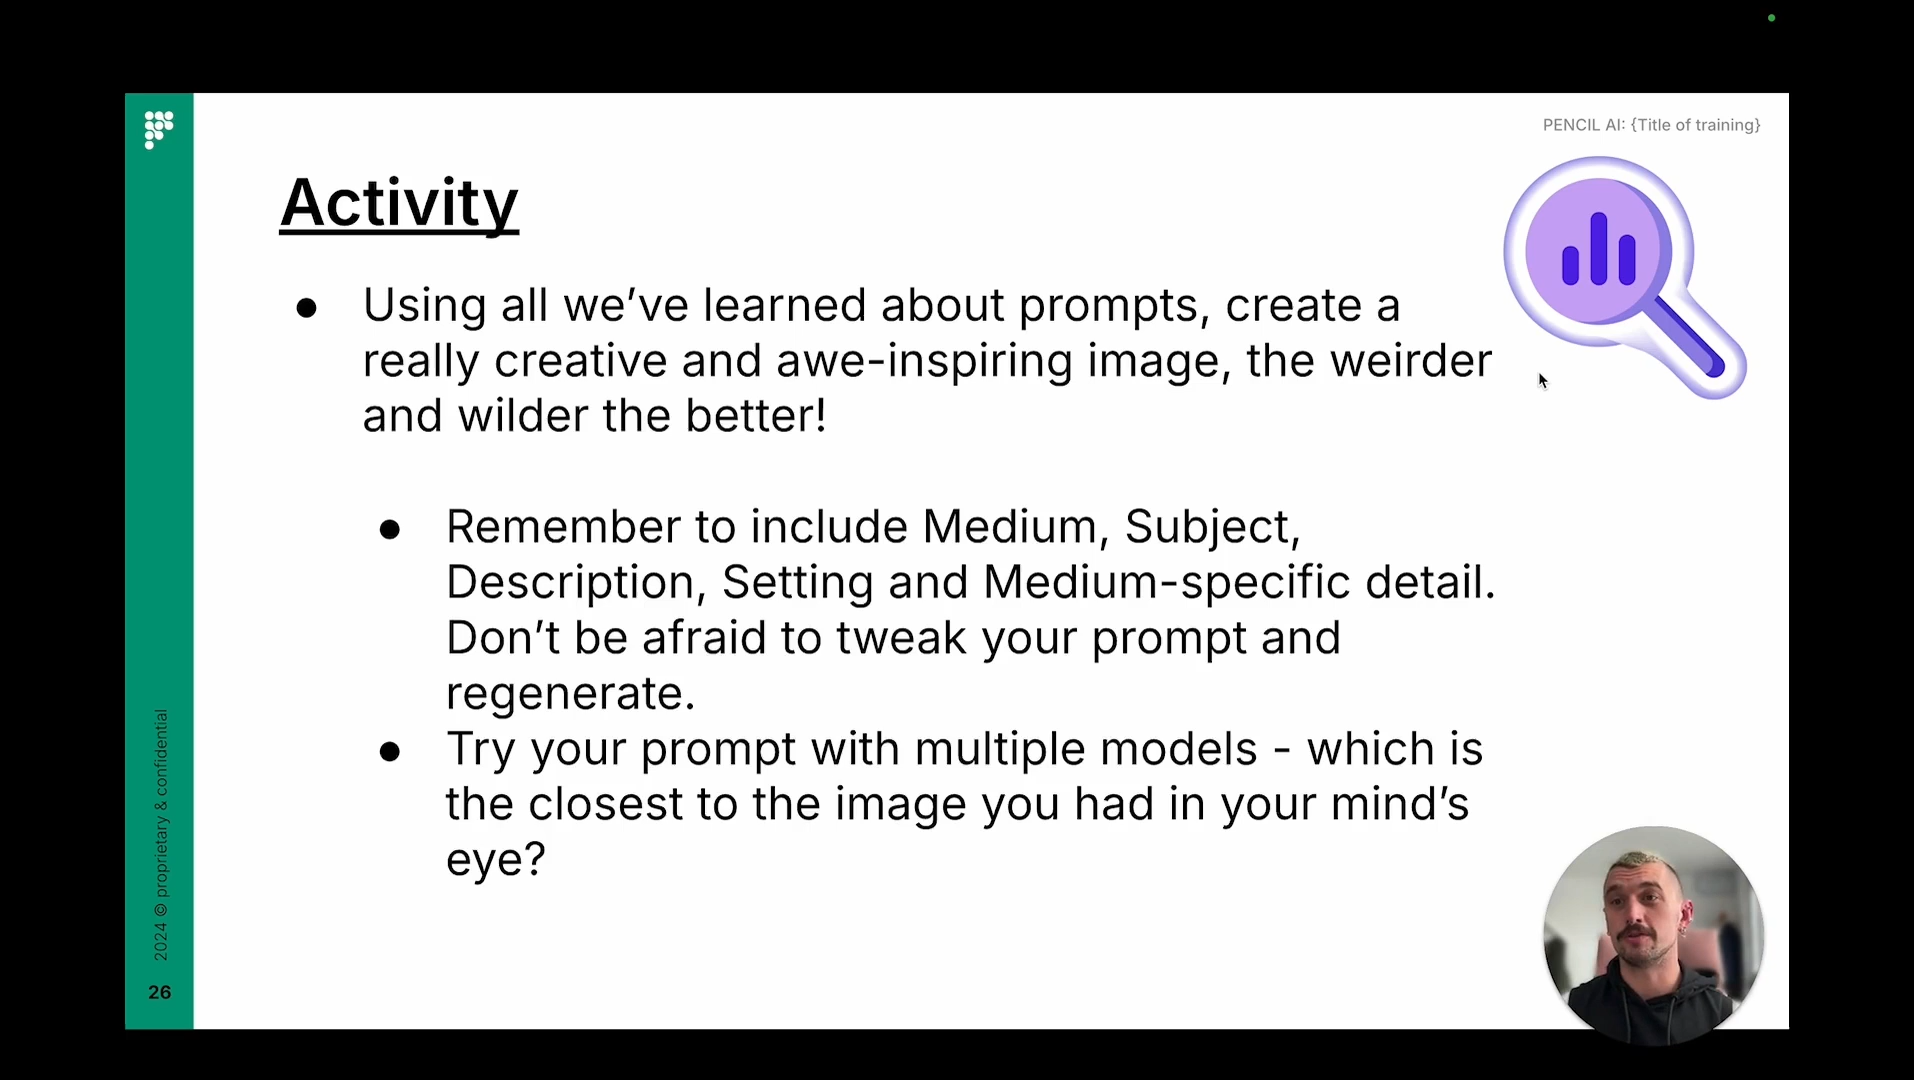 PENCIL AI: {Title of training}
Activity
● Using all we’ve learned about prompts, create a
really creative and awe-inspiring image, the weirder
and wilder the better!
● Remember to include Medium, Subject,
Description, Setting and Medium-specific detail.
Don’t be afraid to tweak your prompt and
regenerate.
● Try your prompt with multiple models - which is
the closest to the image you had in your mind’s
eye?
2024 © proprietary & confidential
26